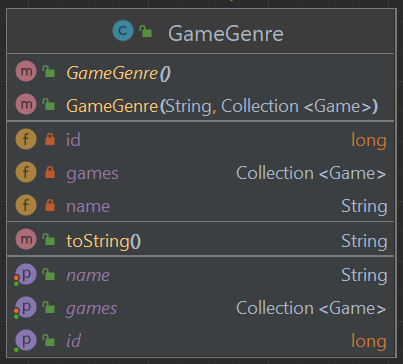 C GameGenre
m GameGenre()
m GameGenre(String, Collection <Game>)
f id long
f games Collection <Game>
f name String
m toString() String
p name String
p games Collection <Game>
p id long